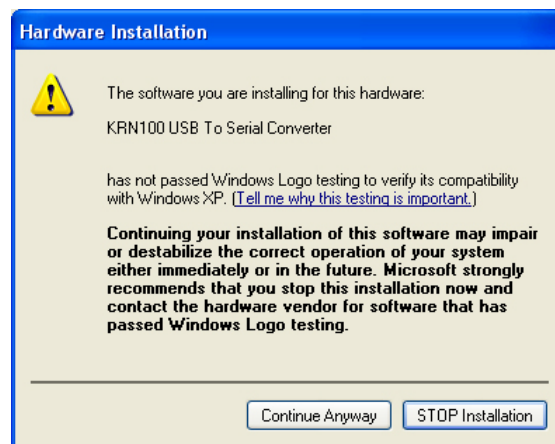 Hardware Installation
The software you are installing for this hardware:
KRN100 USB To Serial Converter
has not passed Windows Logo testing to verify its compatibility
with Windows XP. (Tell me why this testing is important.)
Continuing your installation of this software may impair
or destabilize the correct operation of your system
either immediately or in the future. Microsoft strongly
recommends that you stop this installation now and
contact the hardware vendor for software that has
passed Windows Logo testing.
Continue Anyway
STOP Installation